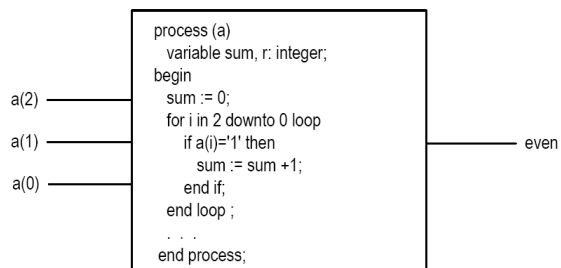 process (a)
variable sum, r: integer;
begin
sum := 0;
for i in 2 downto 0 loop
if a(i)='1' then
sum := sum +1;
end if;
end loop ;
. . .
end process;
a(2)
a(1)
a(0)
even